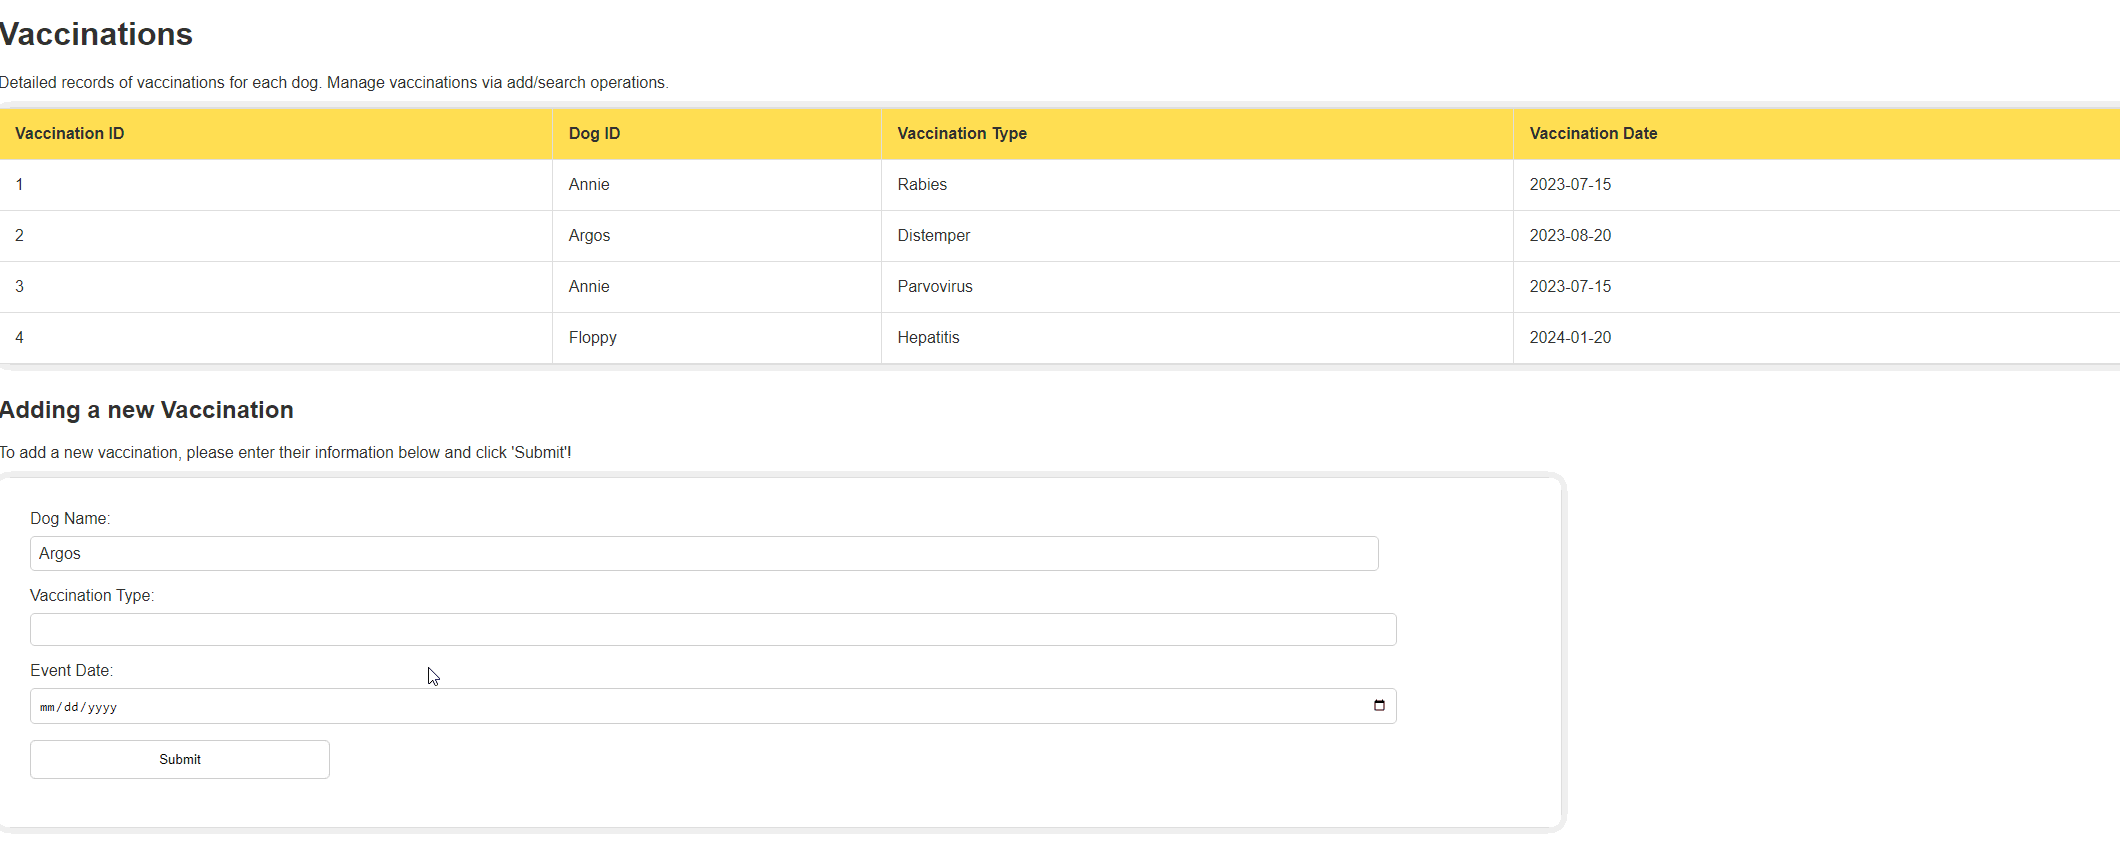 Vaccinations
Detailed records of vaccinations for each dog. Manage vaccinations via add/search operations.
Vaccination ID Dog ID Vaccination Type Vaccination Date
1 Annie Rabies 2023-07-15
2 Argos Distemper 2023-08-20
3 Annie Parvovirus 2023-07-15
4 Floppy Hepatitis 2024-01-20
Adding a new Vaccination
To add a new vaccination, please enter their information below and click 'Submit'!
Dog Name:
Argos
Vaccination Type:
Event Date:
mm/dd/yyyy
Submit